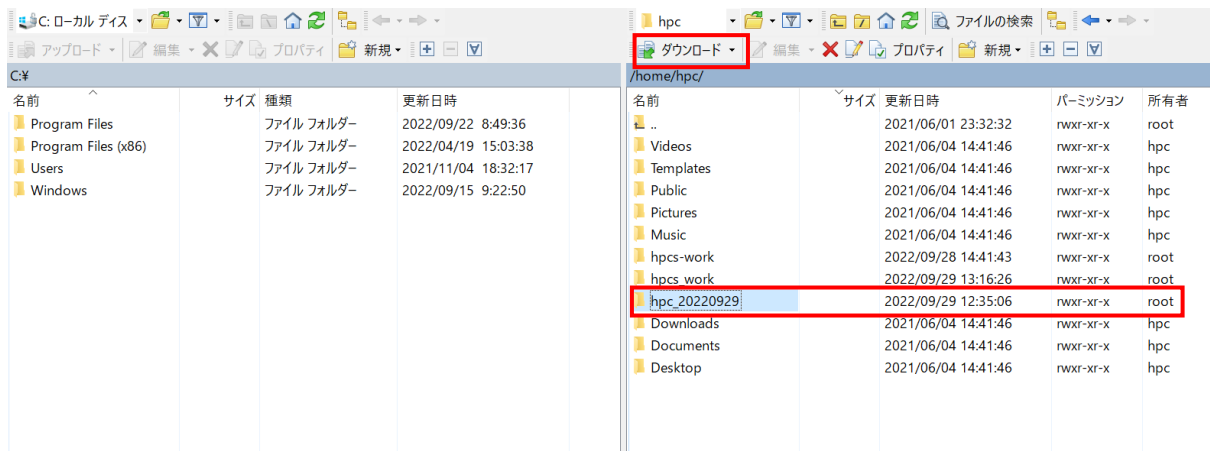 C: ローカル ディス
アップロード 編集 プロパティ 新規
C:¥
名前 サイズ 種類 更新日時
Program Files ファイル フォルダー 2022/09/22 8:49:36
Program Files (x86) ファイル フォルダー 2022/04/19 15:03:38
Users ファイル フォルダー 2021/11/04 18:32:17
Windows ファイル フォルダー 2022/09/15 9:22:50
hpc ファイルの検索
ダウンロード 編集 プロパティ 新規
/home/hpc/
名前 サイズ 更新日時 パーミッション 所有者
.. 2021/06/01 23:32:32 rwxr-xr-x root
Videos 2021/06/04 14:41:46 rwxr-xr-x hpc
Templates 2021/06/04 14:41:46 rwxr-xr-x hpc
Public 2021/06/04 14:41:46 rwxr-xr-x hpc
Pictures 2021/06/04 14:41:46 rwxr-xr-x hpc
Music 2021/06/04 14:41:46 rwxr-xr-x hpc
hpcs-work 2022/09/28 14:41:43 rwxr-xr-x root
hpcs_work 2022/09/29 13:16:26 rwxr-xr-x root
hpc_20220929 2022/09/29 12:35:06 rwxr-xr-x root
Downloads 2021/06/04 14:41:46 rwxr-xr-x hpc
Documents 2021/06/04 14:41:46 rwxr-xr-x hpc
Desktop 2021/06/04 14:41:46 rwxr-xr-x hpc